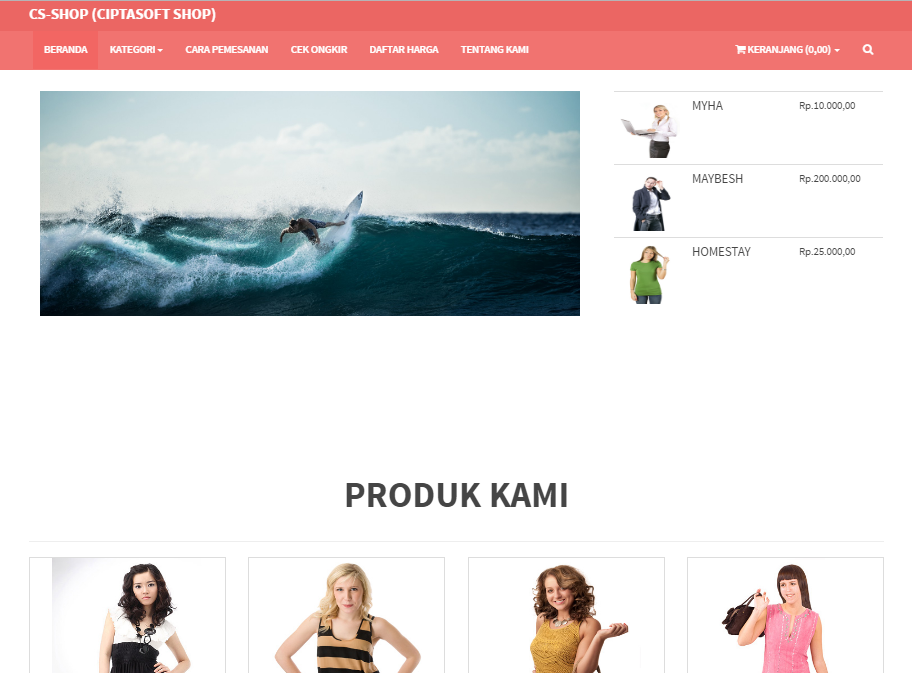 CS-SHOP (CIPTASOFT SHOP)
BERANDA KATEGORI CARA PEMESANAN CEK ONGKIR DAFTAR HARGA TENTANG KAMI KERANJANG (0,00)
MYHA Rp.10.000,00
MAYBESH Rp.200.000,00
HOMESTAY Rp.25.000,00
PRODUK KAMI